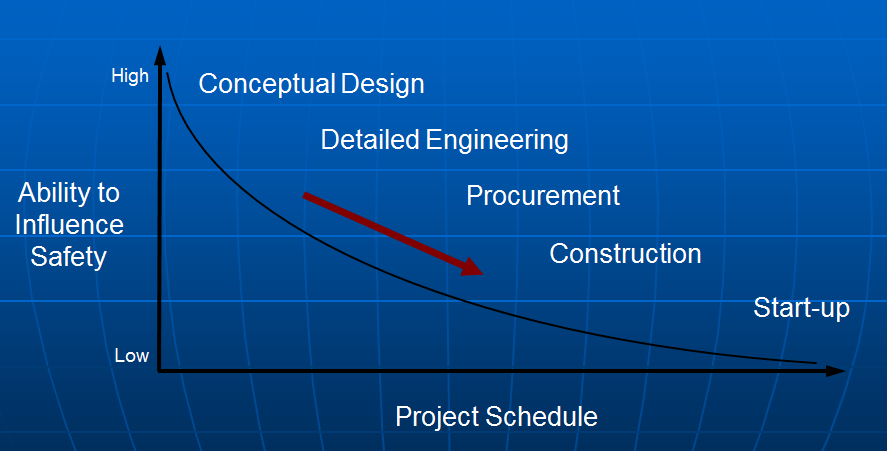 High
Conceptual Design
Detailed Engineering
Ability to
Influence
Safety
Procurement
Construction
Start-up
Low
Project Schedule